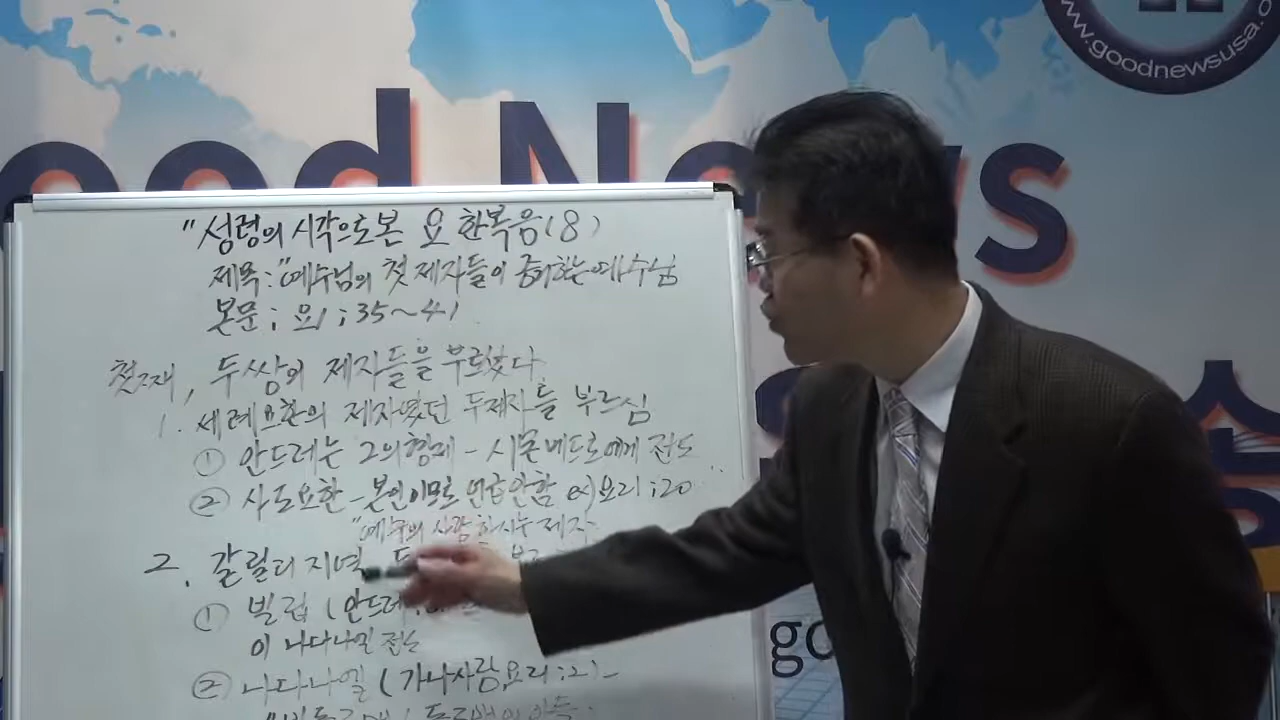 www.goodnewsusa.o
ood News
"성령의 시각으로본 요한복음(8)
제목: "예수님의 첫 제자들이 증거하는 예수님
본문; 요1;35~41
첫째, 두쌍의 제자들을 부르셨다
1. 세례요한의 제자였던 두제자들 부르심
① 안드레는 그의형제 - 시몬베드로에게 전도
② 사도요한 - 본인이므로 언급안함 ex)요21;20
"예수의 사랑하시는 제자
2. 갈릴리 지역
① 빌립 (안드레
이 나다나엘 전도
② 나다나엘 (가나사람, 요21;2) -
go